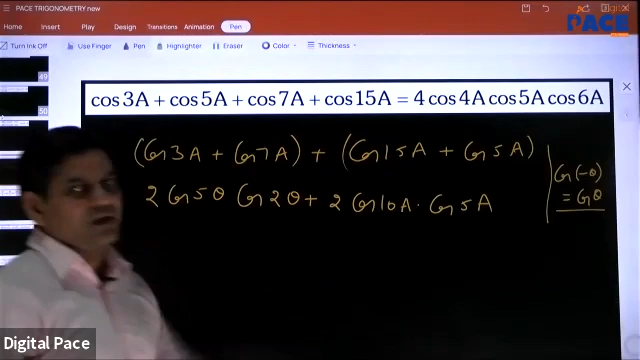 PACE TRIGONOMETRY new
Digital
PACE
Home Insert Play Design Transitions Animation Pen
Turn Ink Off Use Finger Pen Highlighter Eraser Color Thickness
49
50
cos 3A + cos 5A + cos 7A + cos 15A = 4 cos 4A cos 5A cos 6A
(Cos 3A + Cos 7A) + (Cos 15A + Cos 5A)
2 Cos 5θ Cos 2θ + 2 Cos 10A · Cos 5A
Cos (-θ)
= Cos θ
Digital Pace